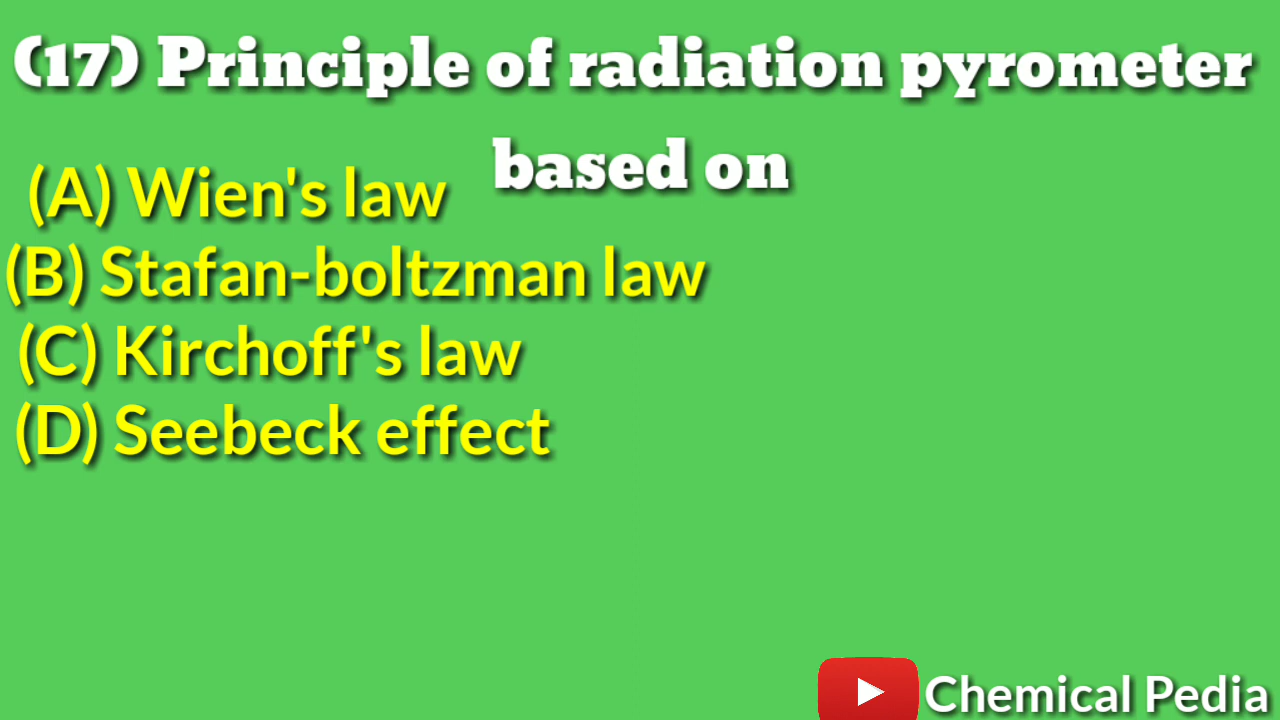 (17) Principle of radiation pyrometer
based on
(A) Wien's law
(B) Stafan-boltzman law
(C) Kirchoff's law
(D) Seebeck effect
Chemical Pedia